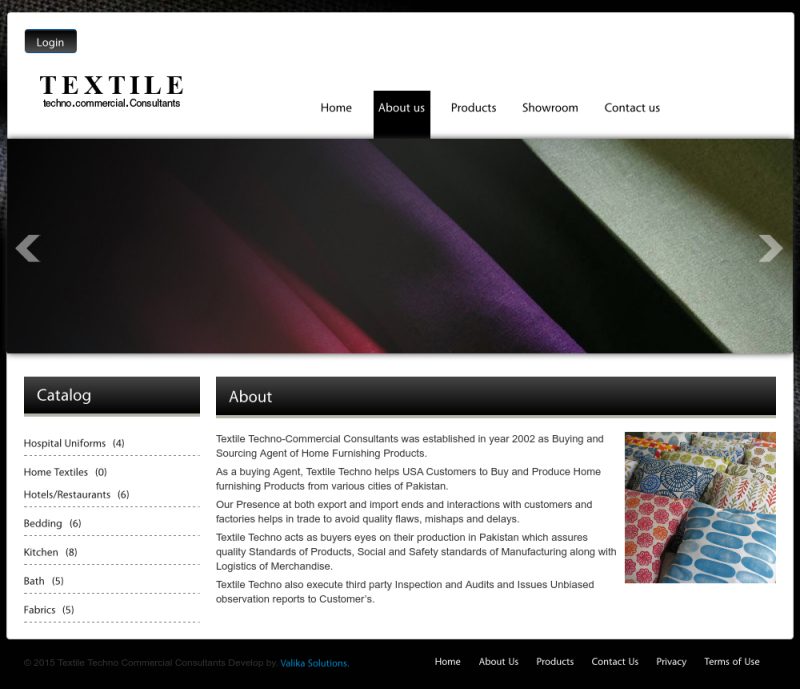 Login
TEXTILE
techno.commercial.Consultants
Home About us Products Showroom Contact us
Catalog
Hospital Uniforms (4)
Home Textiles (0)
Hotels/Restaurants (6)
Bedding (6)
Kitchen (8)
Bath (5)
Fabrics (5)
About
Textile Techno-Commercial Consultants was established in year 2002 as Buying and
Sourcing Agent of Home Furnishing Products.
As a buying Agent, Textile Techno helps USA Customers to Buy and Produce Home
furnishing Products from various cities of Pakistan.
Our Presence at both export and import ends and interactions with customers and
factories helps in trade to avoid quality flaws, mishaps and delays.
Textile Techno acts as buyers eyes on their production in Pakistan which assures
quality Standards of Products, Social and Safety standards of Manufacturing along with
Logistics of Merchandise.
Textile Techno also execute third party Inspection and Audits and Issues Unbiased
observation reports to Customer's.
© 2015 Textile Techno Commercial Consultants Develop by. Valika Solutions.
Home About Us Products Contact Us Privacy Terms of Use